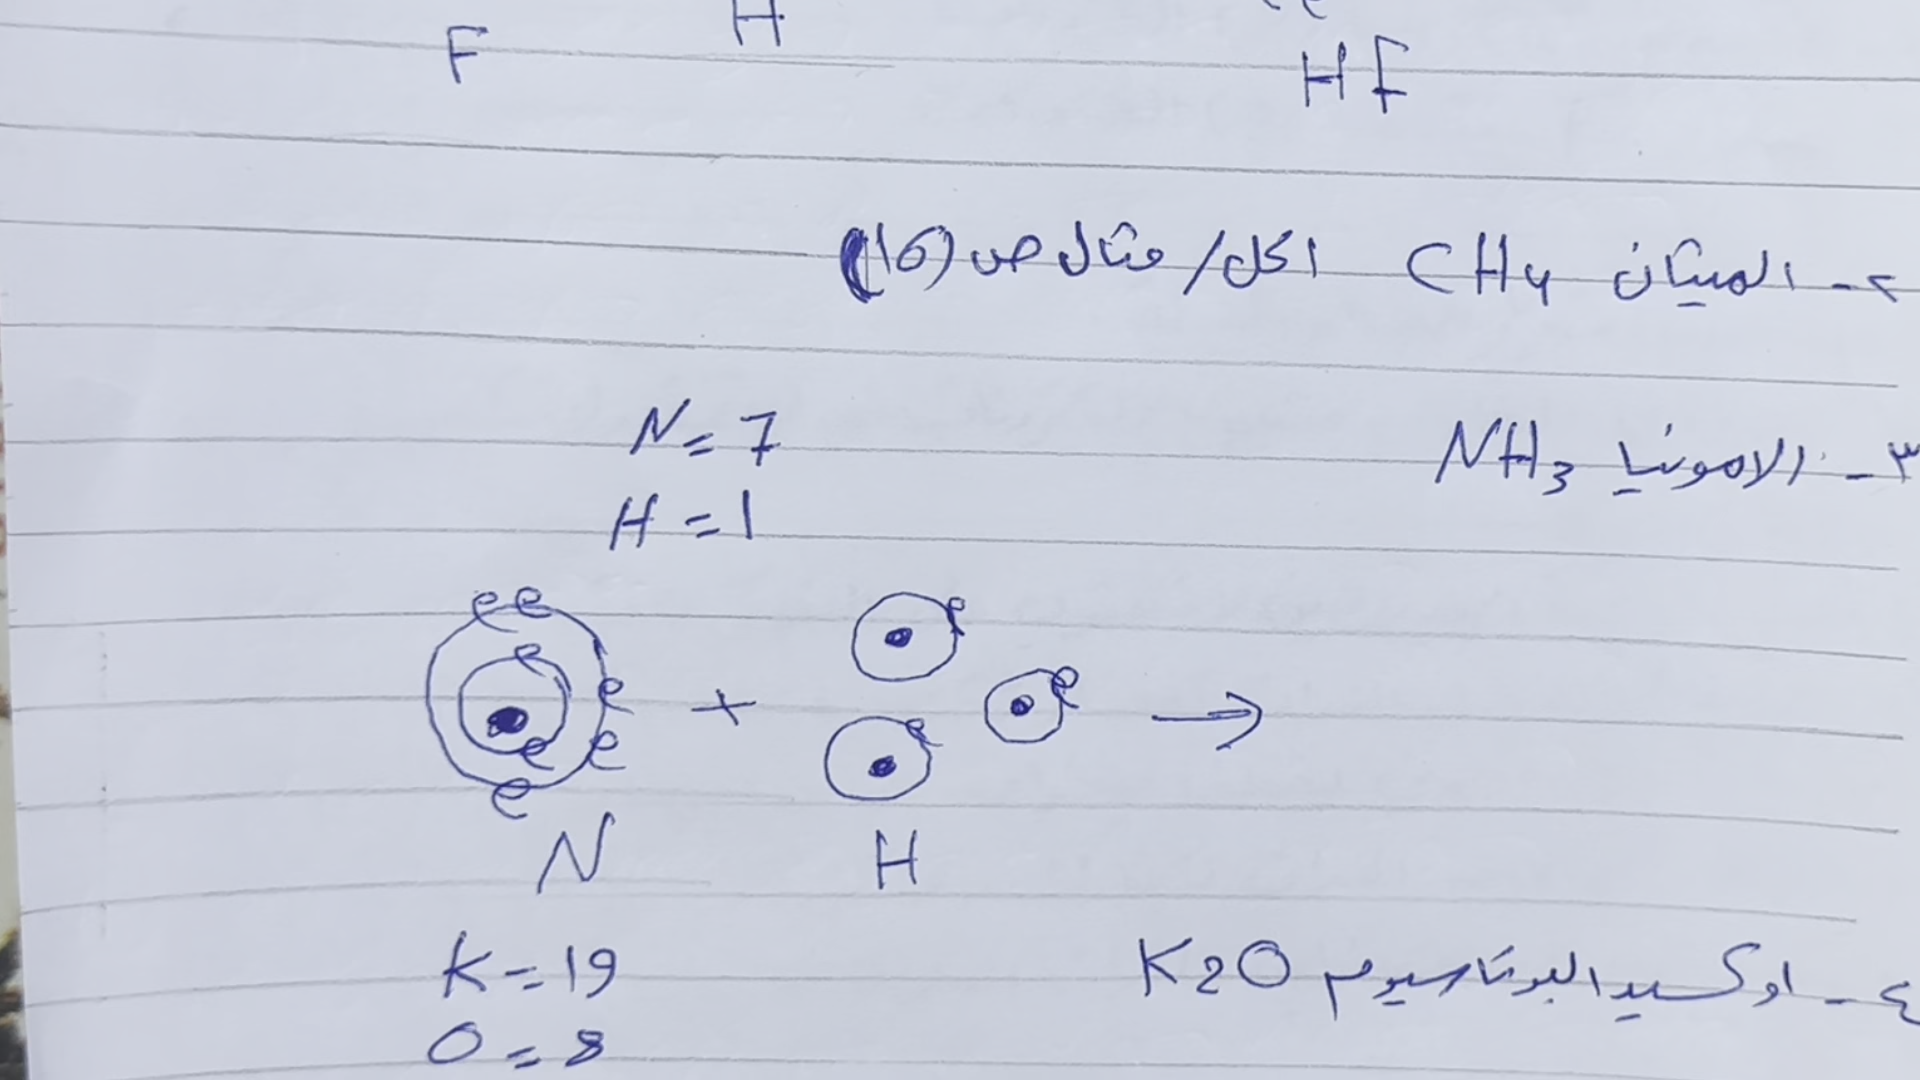 F H HF
٢ - الميثان CH4 الحل / مثال ص (16)
٣ - الامونيا NH3 N = 7
H = 1
e e e e e e e + e e e →
N H
٤ - اوكسيد البوتاسيوم K2O K = 19
O = 8